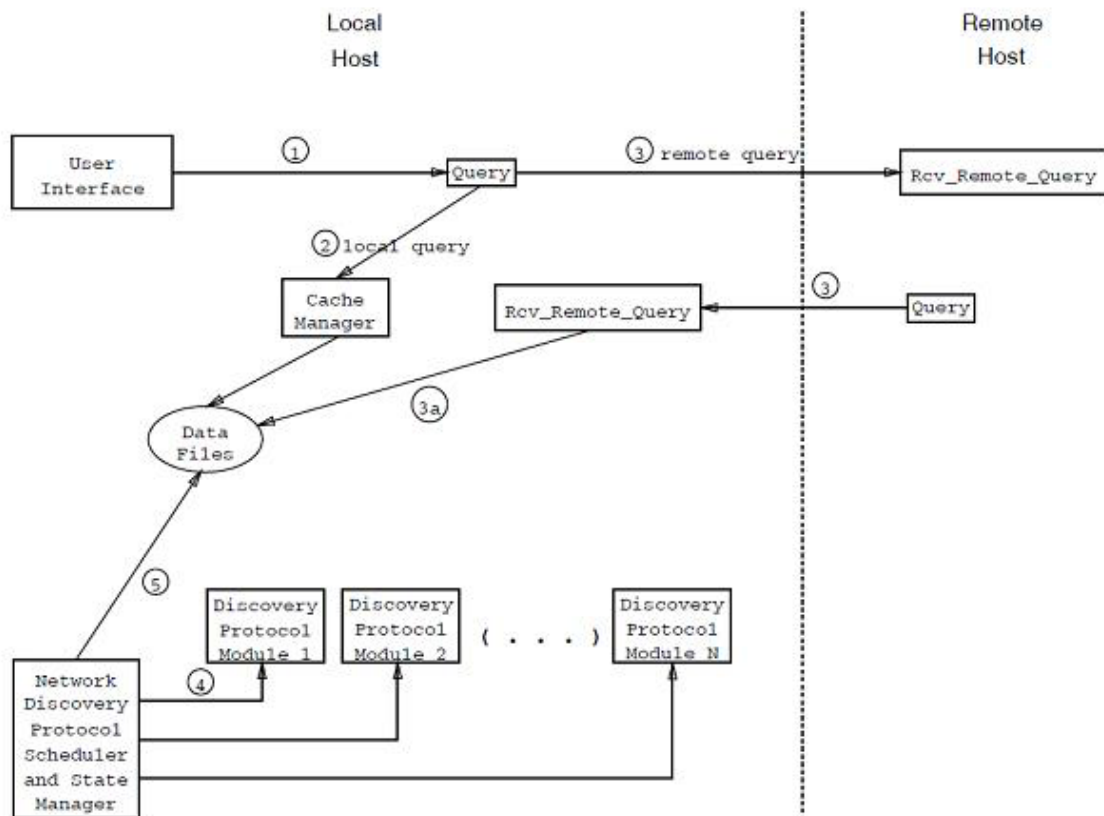 Local
Host
Remote
Host
User
Interface
1
Query
3 remote query
Rcv_Remote_Query
2 local query
Cache
Manager
Rcv_Remote_Query
3
Query
3a
Data
Files
5
Discovery
Protocol
Module 1
Discovery
Protocol
Module 2
( . . . )
Discovery
Protocol
Module N
4
Network
Discovery
Protocol
Scheduler
and State
Manager